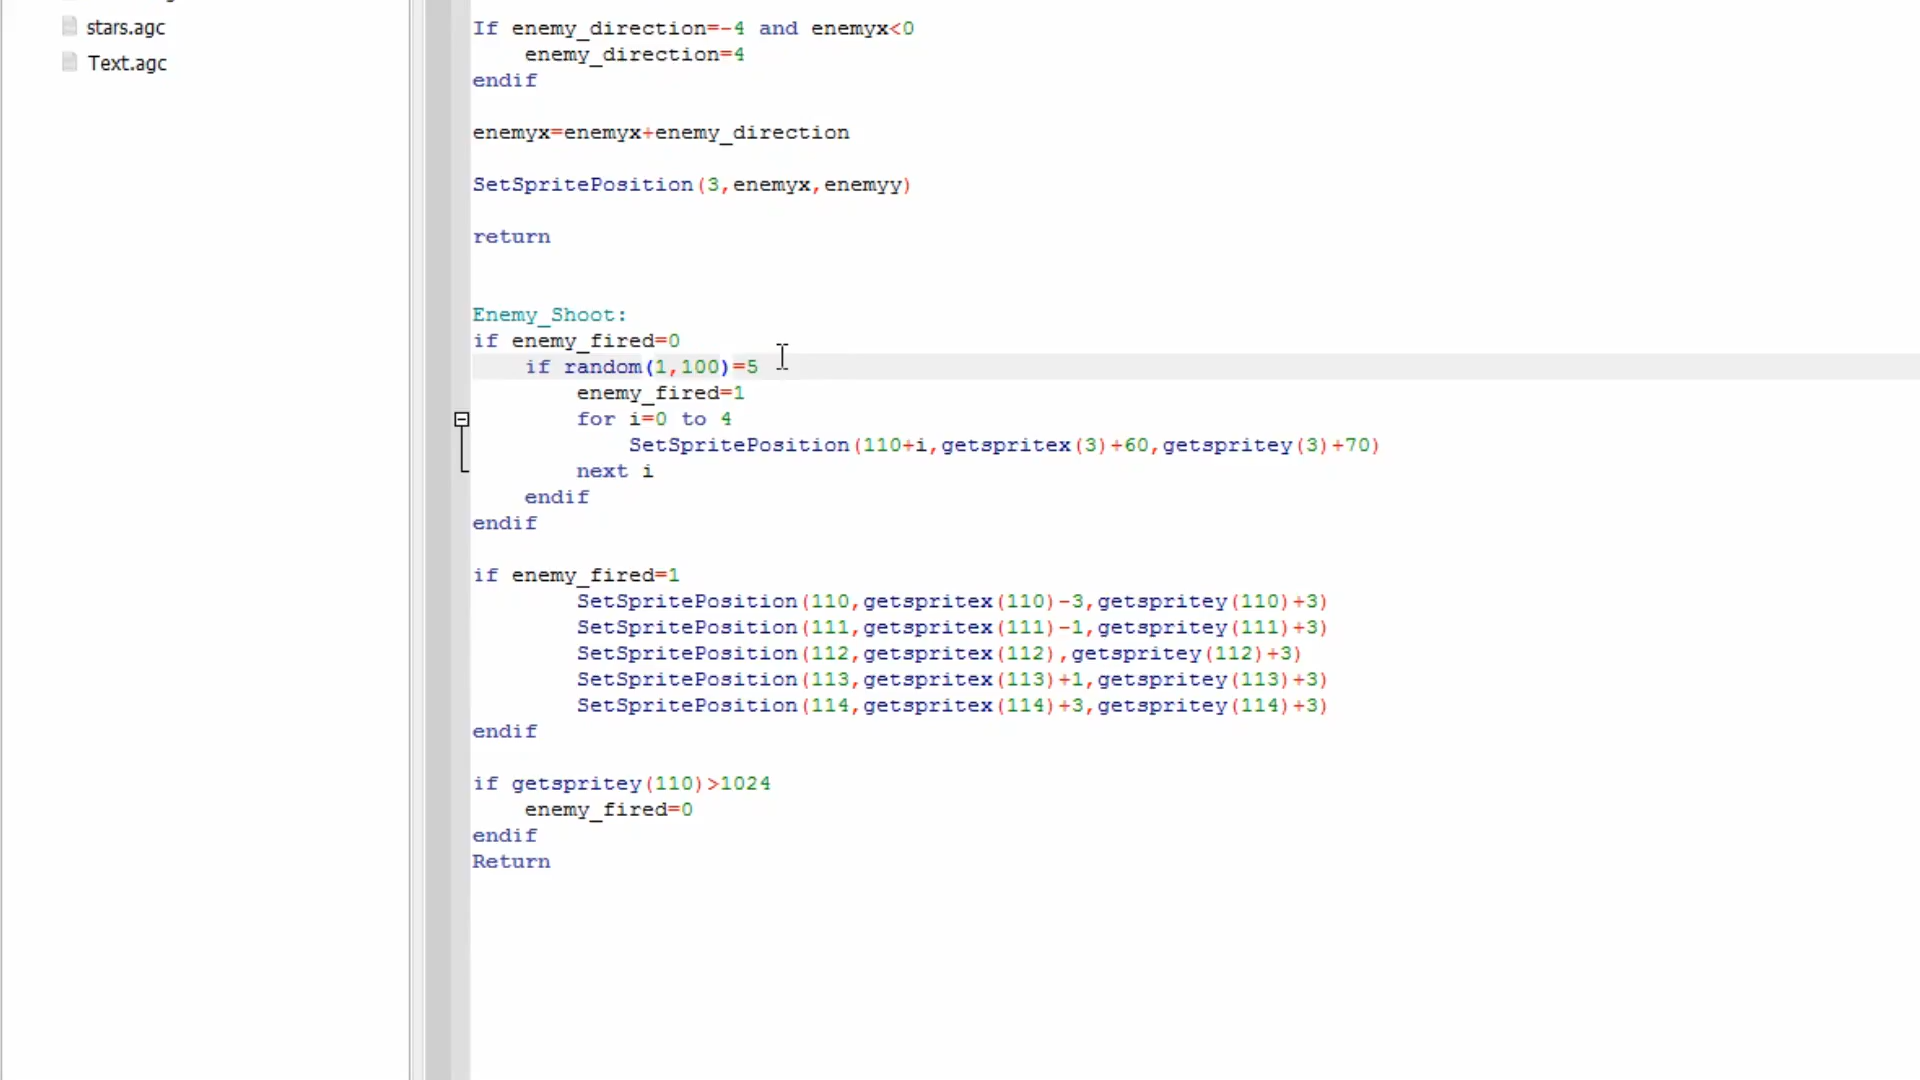 stars.agc
Text.agc
If enemy_direction=-4 and enemyx<0
    enemy_direction=4
endif

enemyx=enemyx+enemy_direction

SetSpritePosition(3,enemyx,enemyy)

return

Enemy_Shoot:
if enemy_fired=0
    if random(1,100)=5
        enemy_fired=1
        for i=0 to 4
            SetSpritePosition(110+i,getspritex(3)+60,getspritey(3)+70)
        next i
    endif
endif

if enemy_fired=1
        SetSpritePosition(110,getspritex(110)-3,getspritey(110)+3)
        SetSpritePosition(111,getspritex(111)-1,getspritey(111)+3)
        SetSpritePosition(112,getspritex(112),getspritey(112)+3)
        SetSpritePosition(113,getspritex(113)+1,getspritey(113)+3)
        SetSpritePosition(114,getspritex(114)+3,getspritey(114)+3)
endif

if getspritey(110)>1024
    enemy_fired=0
endif
Return